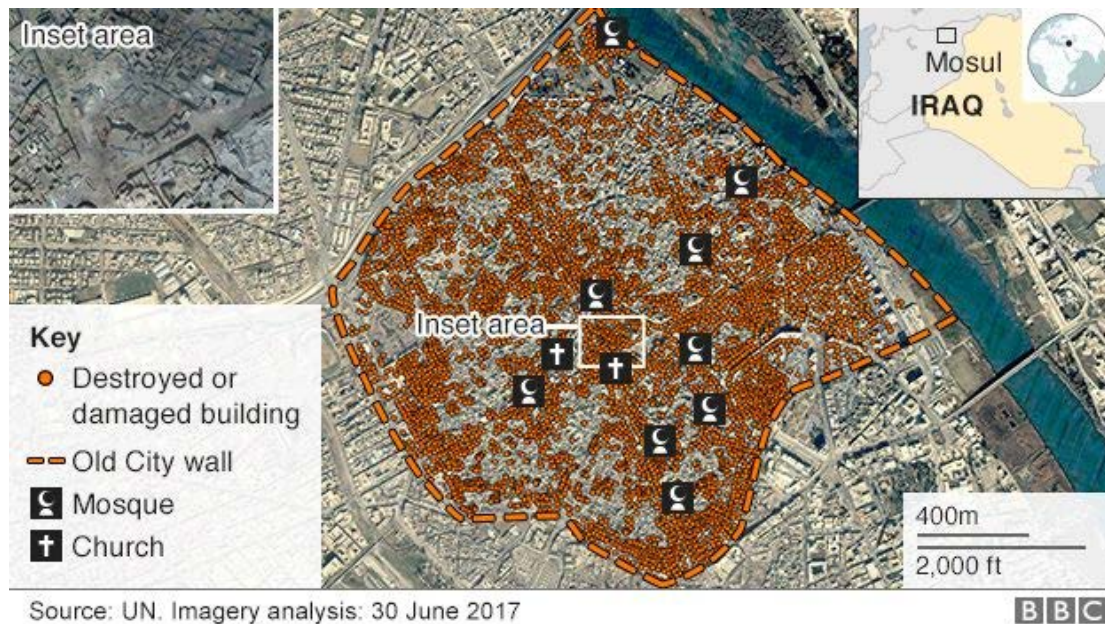 Inset area
Mosul
IRAQ
Inset area
Key
Destroyed or
damaged building
Old City wall
Mosque
Church
400m
2,000 ft
Source: UN. Imagery analysis: 30 June 2017
BBC